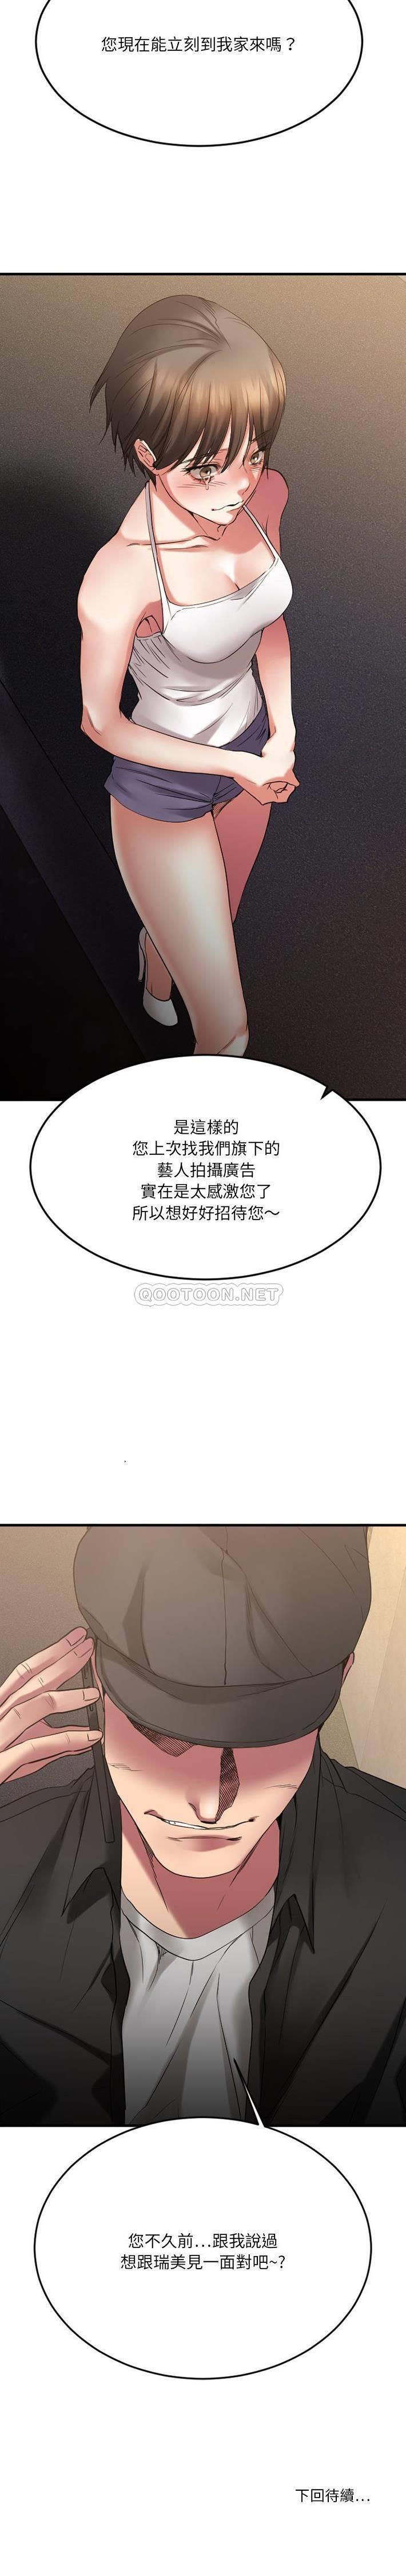 您現在能立刻到我家來嗎？
是這樣的
您上次找我們旗下的
藝人拍攝廣告
實在是太感激您了
所以想好好招待您～
QOOTOON.NET
您不久前...跟我說過
想跟瑞美見一面對吧~?
下回待續...